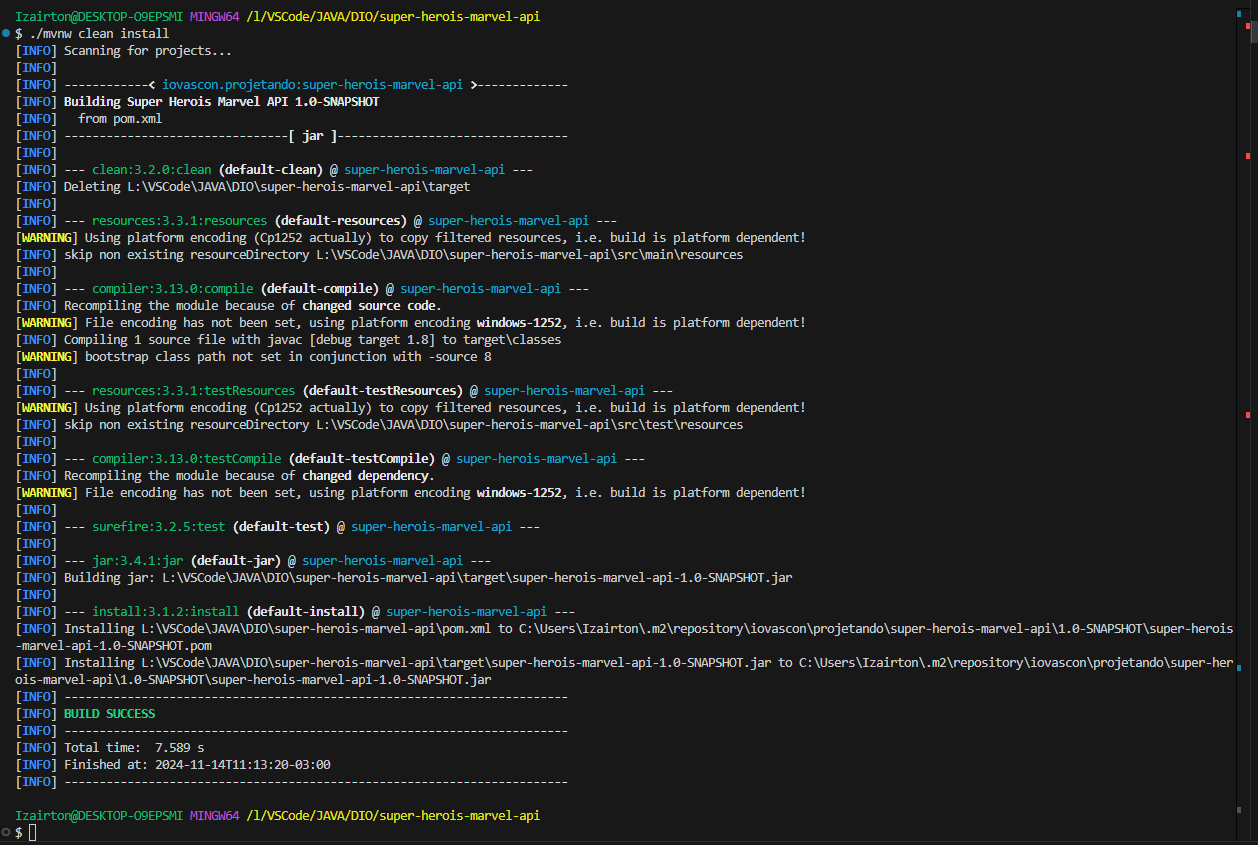 Izairton@DESKTOP-O9EPSMI MINGW64 /l/VSCode/JAVA/DIO/super-herois-marvel-api
$ ./mvnw clean install
[INFO] Scanning for projects...
[INFO]
[INFO] ------------< iovascon.projetando:super-herois-marvel-api >-------------
[INFO] Building Super Herois Marvel API 1.0-SNAPSHOT
[INFO]   from pom.xml
[INFO] --------------------------------[ jar ]---------------------------------
[INFO]
[INFO] --- clean:3.2.0:clean (default-clean) @ super-herois-marvel-api ---
[INFO] Deleting L:\VSCode\JAVA\DIO\super-herois-marvel-api\target
[INFO]
[INFO] --- resources:3.3.1:resources (default-resources) @ super-herois-marvel-api ---
[WARNING] Using platform encoding (Cp1252 actually) to copy filtered resources, i.e. build is platform dependent!
[INFO] skip non existing resourceDirectory L:\VSCode\JAVA\DIO\super-herois-marvel-api\src\main\resources
[INFO]
[INFO] --- compiler:3.13.0:compile (default-compile) @ super-herois-marvel-api ---
[INFO] Recompiling the module because of changed source code.
[WARNING] File encoding has not been set, using platform encoding windows-1252, i.e. build is platform dependent!
[INFO] Compiling 1 source file with javac [debug target 1.8] to target\classes
[WARNING] bootstrap class path not set in conjunction with -source 8
[INFO]
[INFO] --- resources:3.3.1:testResources (default-testResources) @ super-herois-marvel-api ---
[WARNING] Using platform encoding (Cp1252 actually) to copy filtered resources, i.e. build is platform dependent!
[INFO] skip non existing resourceDirectory L:\VSCode\JAVA\DIO\super-herois-marvel-api\src\test\resources
[INFO]
[INFO] --- compiler:3.13.0:testCompile (default-testCompile) @ super-herois-marvel-api ---
[INFO] Recompiling the module because of changed dependency.
[WARNING] File encoding has not been set, using platform encoding windows-1252, i.e. build is platform dependent!
[INFO]
[INFO] --- surefire:3.2.5:test (default-test) @ super-herois-marvel-api ---
[INFO]
[INFO] --- jar:3.4.1:jar (default-jar) @ super-herois-marvel-api ---
[INFO] Building jar: L:\VSCode\JAVA\DIO\super-herois-marvel-api\target\super-herois-marvel-api-1.0-SNAPSHOT.jar
[INFO]
[INFO] --- install:3.1.2:install (default-install) @ super-herois-marvel-api ---
[INFO] Installing L:\VSCode\JAVA\DIO\super-herois-marvel-api\pom.xml to C:\Users\Izairton\.m2\repository\iovascon\projetando\super-herois-marvel-api\1.0-SNAPSHOT\super-herois
-marvel-api-1.0-SNAPSHOT.pom
[INFO] Installing L:\VSCode\JAVA\DIO\super-herois-marvel-api\target\super-herois-marvel-api-1.0-SNAPSHOT.jar to C:\Users\Izairton\.m2\repository\iovascon\projetando\super-her
ois-marvel-api\1.0-SNAPSHOT\super-herois-marvel-api-1.0-SNAPSHOT.jar
[INFO] ------------------------------------------------------------------------
[INFO] BUILD SUCCESS
[INFO] ------------------------------------------------------------------------
[INFO] Total time:  7.589 s
[INFO] Finished at: 2024-11-14T11:13:20-03:00
[INFO] ------------------------------------------------------------------------
Izairton@DESKTOP-O9EPSMI MINGW64 /l/VSCode/JAVA/DIO/super-herois-marvel-api
$